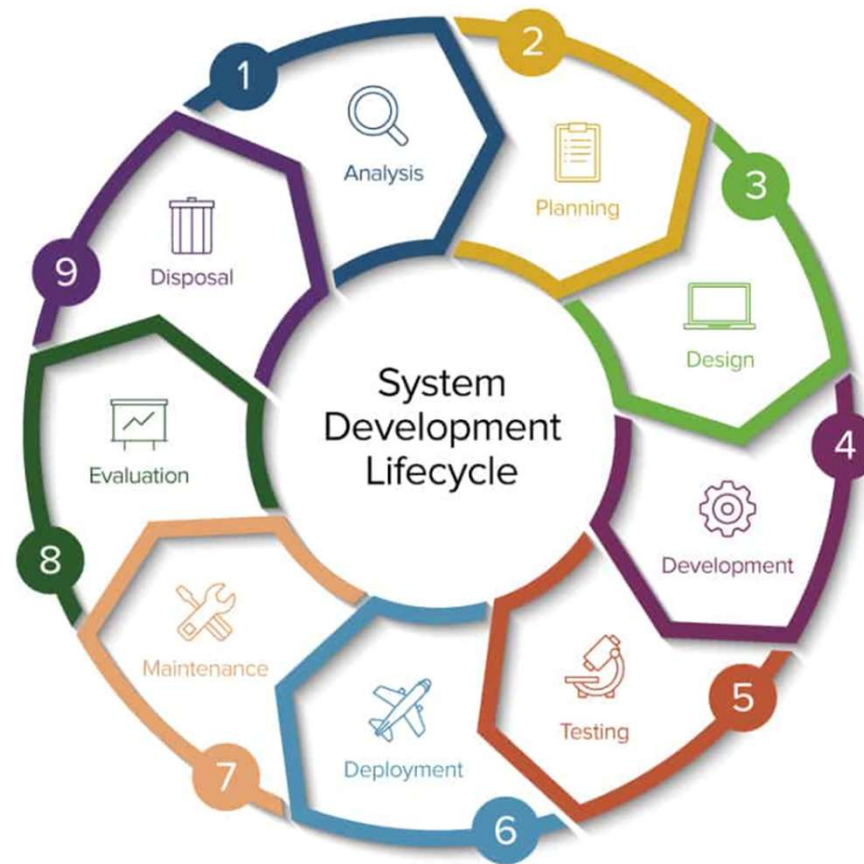 System
Development
Lifecycle
1
Analysis
2
Planning
3
Design
4
Development
5
Testing
6
Deployment
7
Maintenance
8
Evaluation
9
Disposal